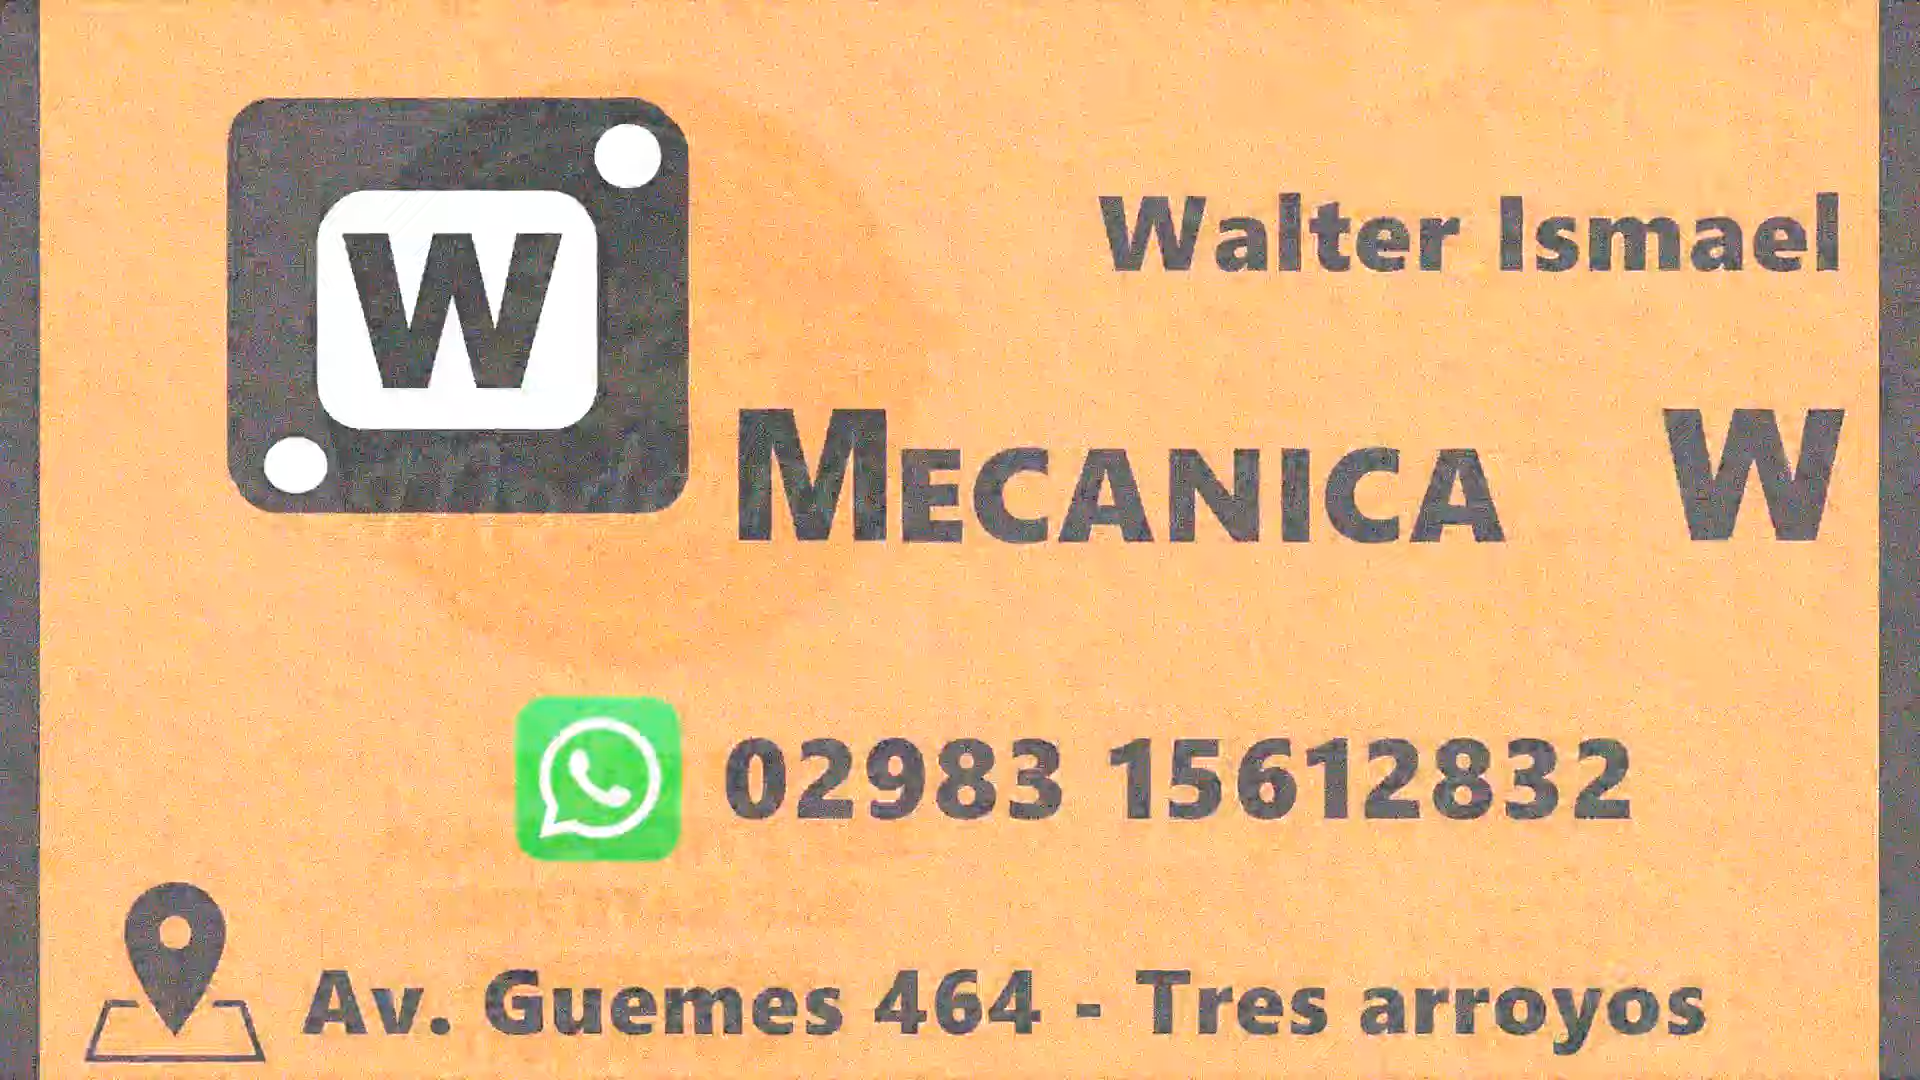 W
Walter Ismael
MECANICA W
02983 15612832
Av. Guemes 464 - Tres arroyos